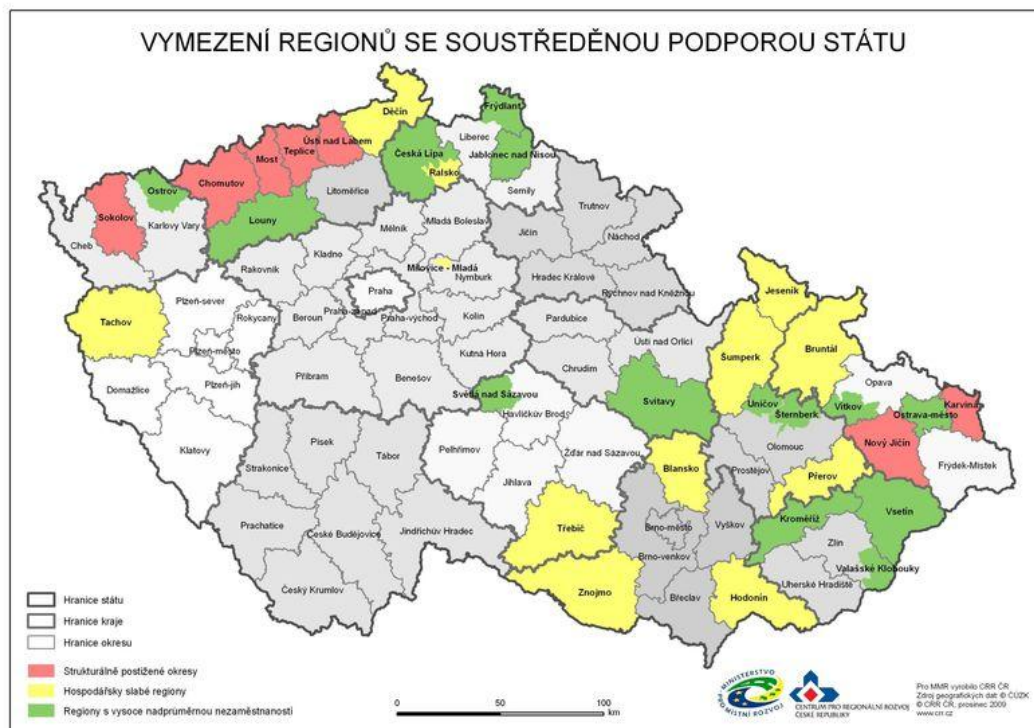 VYMEZENÍ REGIONŮ SE SOUSTŘEDĚNOU PODPOROU STÁTU
Děčín
Frýdlant
Liberec
Ústí nad Labem
Teplice
Most
Česká Lípa
Jablonec nad Nisou
Ralsko
Chomutov
Litoměřice
Semily
Ostrov
Sokolov
Karlovy Vary
Louny
Cheb
Trutnov
Jičín
Náchod
Mělník
Mladá Boleslav
Kladno
Rakovník
Milovice - Mladá
Nymburk
Hradec Králové
Rychnov nad Kněžnou
Praha
Plzeň-sever
Rokycany
Beroun
Praha-západ
Praha-východ
Kolín
Pardubice
Tachov
Plzeň-město
Kutná Hora
Chrudim
Ústí nad Orlicí
Jeseník
Šumperk
Bruntál
Domažlice
Plzeň-jih
Příbram
Benešov
Světlá nad Sázavou
Havlíčkův Brod
Svitavy
Uničov
Šternberk
Opava
Vítkov
Ostrava-město
Karviná
Klatovy
Písek
Tábor
Pelhřimov
Žďár nad Sázavou
Olomouc
Nový Jičín
Frýdek-Místek
Strakonice
Jihlava
Blansko
Prostějov
Přerov
Prachatice
České Budějovice
Jindřichův Hradec
Třebíč
Brno-město
Vyškov
Kroměříž
Vsetín
Brno-venkov
Zlín
Valašské Klobouky
Český Krumlov
Znojmo
Břeclav
Hodonín
Uherské Hradiště
Hranice státu
Hranice kraje
Hranice okresu
Strukturálně postižené okresy
Hospodářsky slabé regiony
Regiony s vysoce nadprůměrnou nezaměstnaností
0 50 100
km
MINISTERSTVO
PRO MÍSTNÍ ROZVOJ
CENTRUM PRO REGIONÁLNÍ ROZVOJ
ČESKÉ REPUBLIKY
Pro MMR vyrobilo CRR ČR
Zdroj geografických dat © ČÚZK
© CRR ČR, prosinec 2009
www.crr.cz